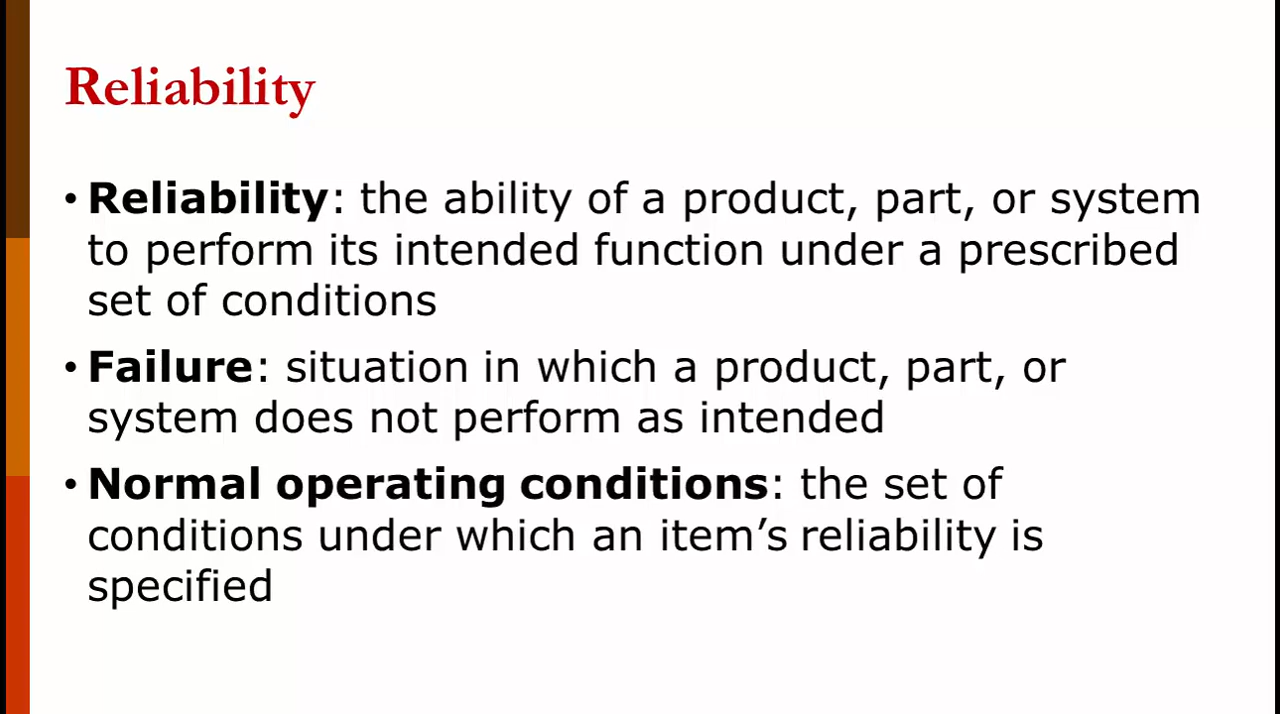 Reliability
• Reliability: the ability of a product, part, or system
to perform its intended function under a prescribed
set of conditions
• Failure: situation in which a product, part, or
system does not perform as intended
• Normal operating conditions: the set of
conditions under which an item’s reliability is
specified